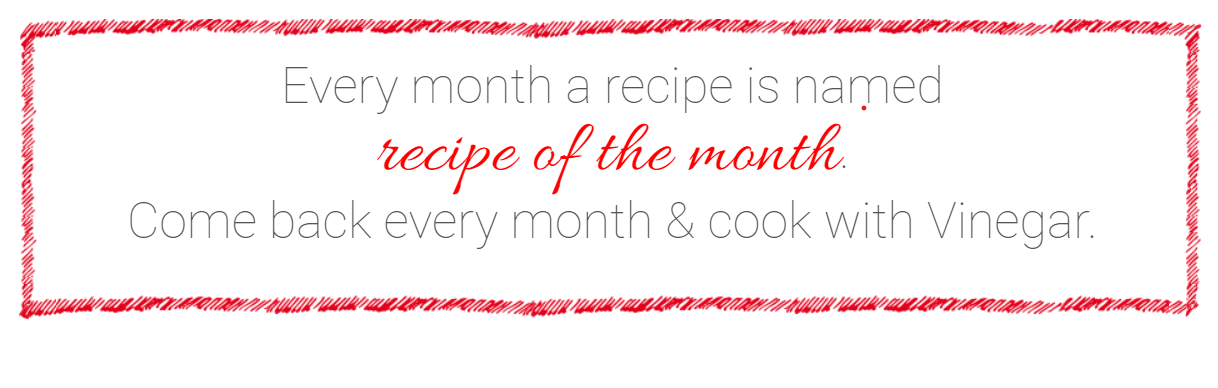 Every month a recipe is named
recipe of the month.
Come back every month & cook with Vinegar.